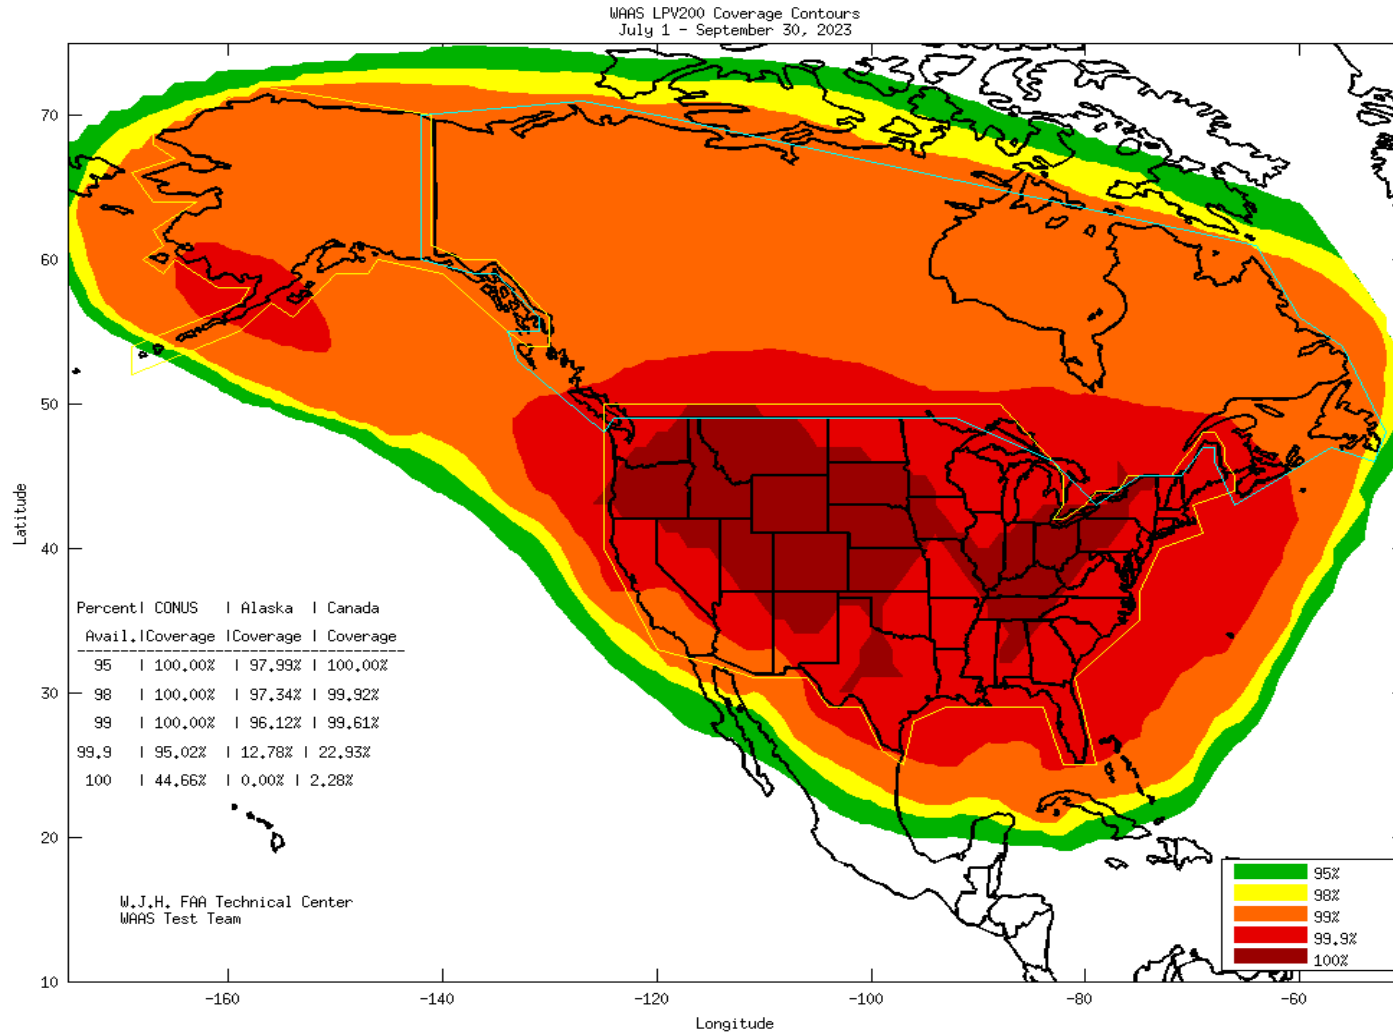 WAAS LPV200 Coverage Contours
July 1 - September 30, 2023
70
60
50
40
30
20
10
Latitude
Percent| CONUS | Alaska | Canada
Avail.|Coverage |Coverage | Coverage
-----------------------------------------
95 | 100.00% | 97.99% | 100.00%
98 | 100.00% | 97.34% | 99.92%
99 | 100.00% | 96.12% | 99.61%
99.9 | 95.02% | 12.78% | 22.93%
100 | 44.66% | 0.00% | 2.28%
W.J.H. FAA Technical Center
WAAS Test Team
95%
98%
99%
99.9%
100%
-160 -140 -120 -100 -80 -60
Longitude